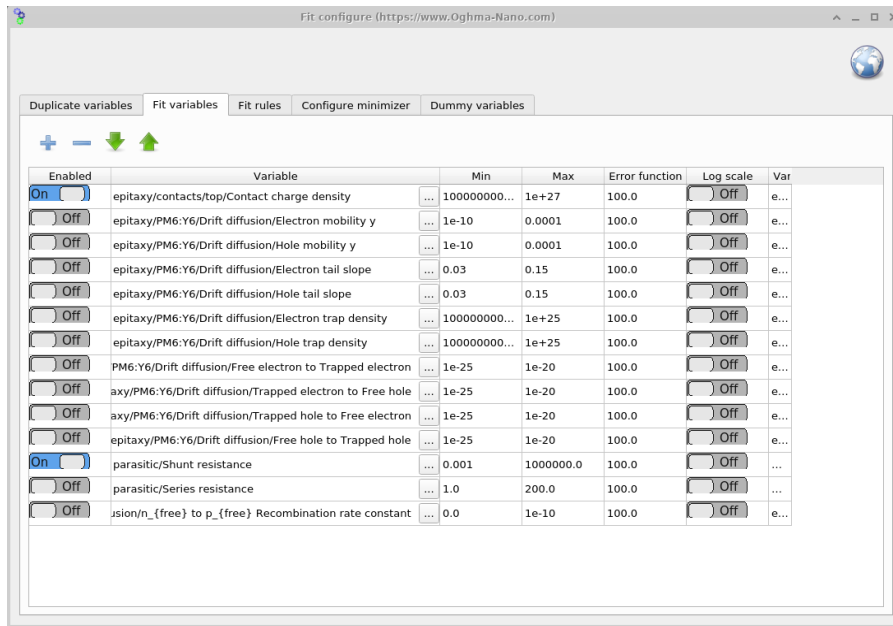 Fit configure (https://www.Oghma-Nano.com)
Duplicate variables Fit variables Fit rules Configure minimizer Dummy variables
Enabled Variable Min Max Error function Log scale Var
On epitaxy/contacts/top/Contact charge density ... 100000000... 1e+27 100.0 Off e...
Off epitaxy/PM6:Y6/Drift diffusion/Electron mobility y ... 1e-10 0.0001 100.0 Off e...
Off epitaxy/PM6:Y6/Drift diffusion/Hole mobility y ... 1e-10 0.0001 100.0 Off e...
Off epitaxy/PM6:Y6/Drift diffusion/Electron tail slope ... 0.03 0.15 100.0 Off e...
Off epitaxy/PM6:Y6/Drift diffusion/Hole tail slope ... 0.03 0.15 100.0 Off e...
Off epitaxy/PM6:Y6/Drift diffusion/Electron trap density ... 100000000... 1e+25 100.0 Off e...
Off epitaxy/PM6:Y6/Drift diffusion/Hole trap density ... 100000000... 1e+25 100.0 Off e...
Off PM6:Y6/Drift diffusion/Free electron to Trapped electron ... 1e-25 1e-20 100.0 Off e...
Off axy/PM6:Y6/Drift diffusion/Trapped electron to Free hole ... 1e-25 1e-20 100.0 Off e...
Off axy/PM6:Y6/Drift diffusion/Trapped hole to Free electron ... 1e-25 1e-20 100.0 Off e...
Off epitaxy/PM6:Y6/Drift diffusion/Free hole to Trapped hole ... 1e-25 1e-20 100.0 Off e...
On parasitic/Shunt resistance ... 0.001 1000000.0 100.0 Off ...
Off parasitic/Series resistance ... 1.0 200.0 100.0 Off ...
Off usion/n_{free} to p_{free} Recombination rate constant ... 0.0 1e-10 100.0 Off e...